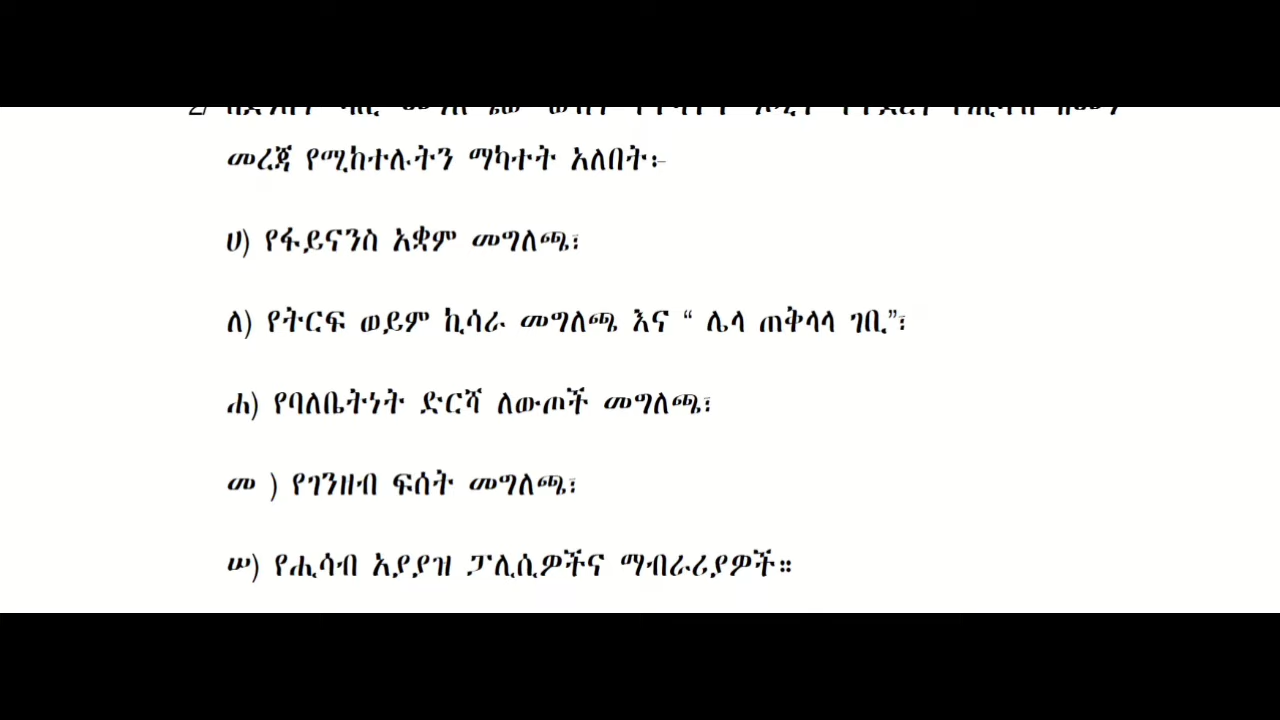 መረጃ የሚከተሉትን ማካተት አለበት፡-
ሀ) የፋይናንስ አቋም መግለጫ፣
ለ) የትርፍ ወይም ኪሳራ መግለጫ እና “ ሌላ ጠቅላላ ገቢ”፣
ሐ) የባለቤትነት ድርሻ ለውጦች መግለጫ፣
መ ) የገንዘብ ፍሰት መግለጫ፣
ሠ) የሒሳብ አያያዝ ፓሊሲዎችና ማብራሪያዎች።